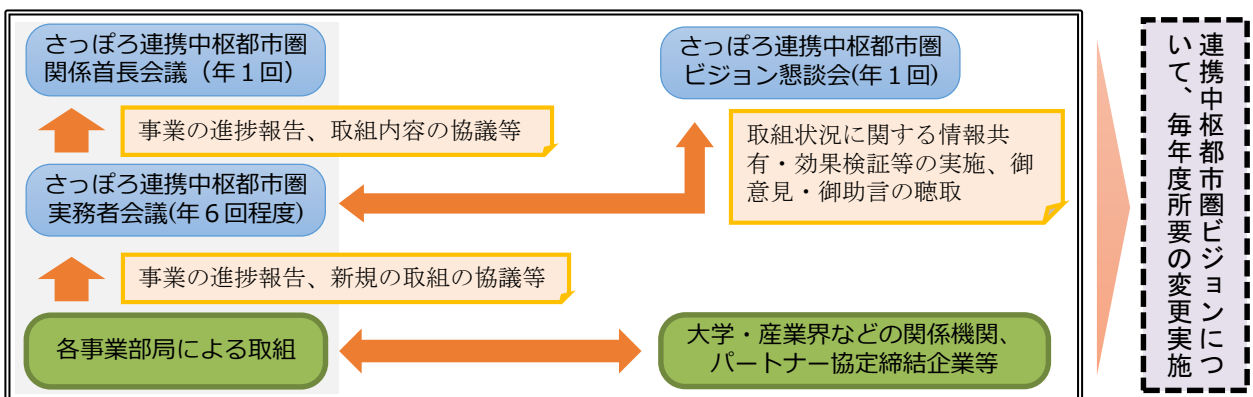 さっぽろ連携中枢都市圏
関係首長会議（年１回）
さっぽろ連携中枢都市圏
ビジョン懇談会(年１回)
事業の進捗報告、取組内容の協議等
取組状況に関する情報共
有・効果検証等の実施、御
意見・御助言の聴取
さっぽろ連携中枢都市圏
実務者会議(年６回程度)
事業の進捗報告、新規の取組の協議等
各事業部局による取組
大学・産業界などの関係機関、
パートナー協定締結企業等
連携中枢都市圏ビジョンにつ
いて、毎年度所要の変更実施